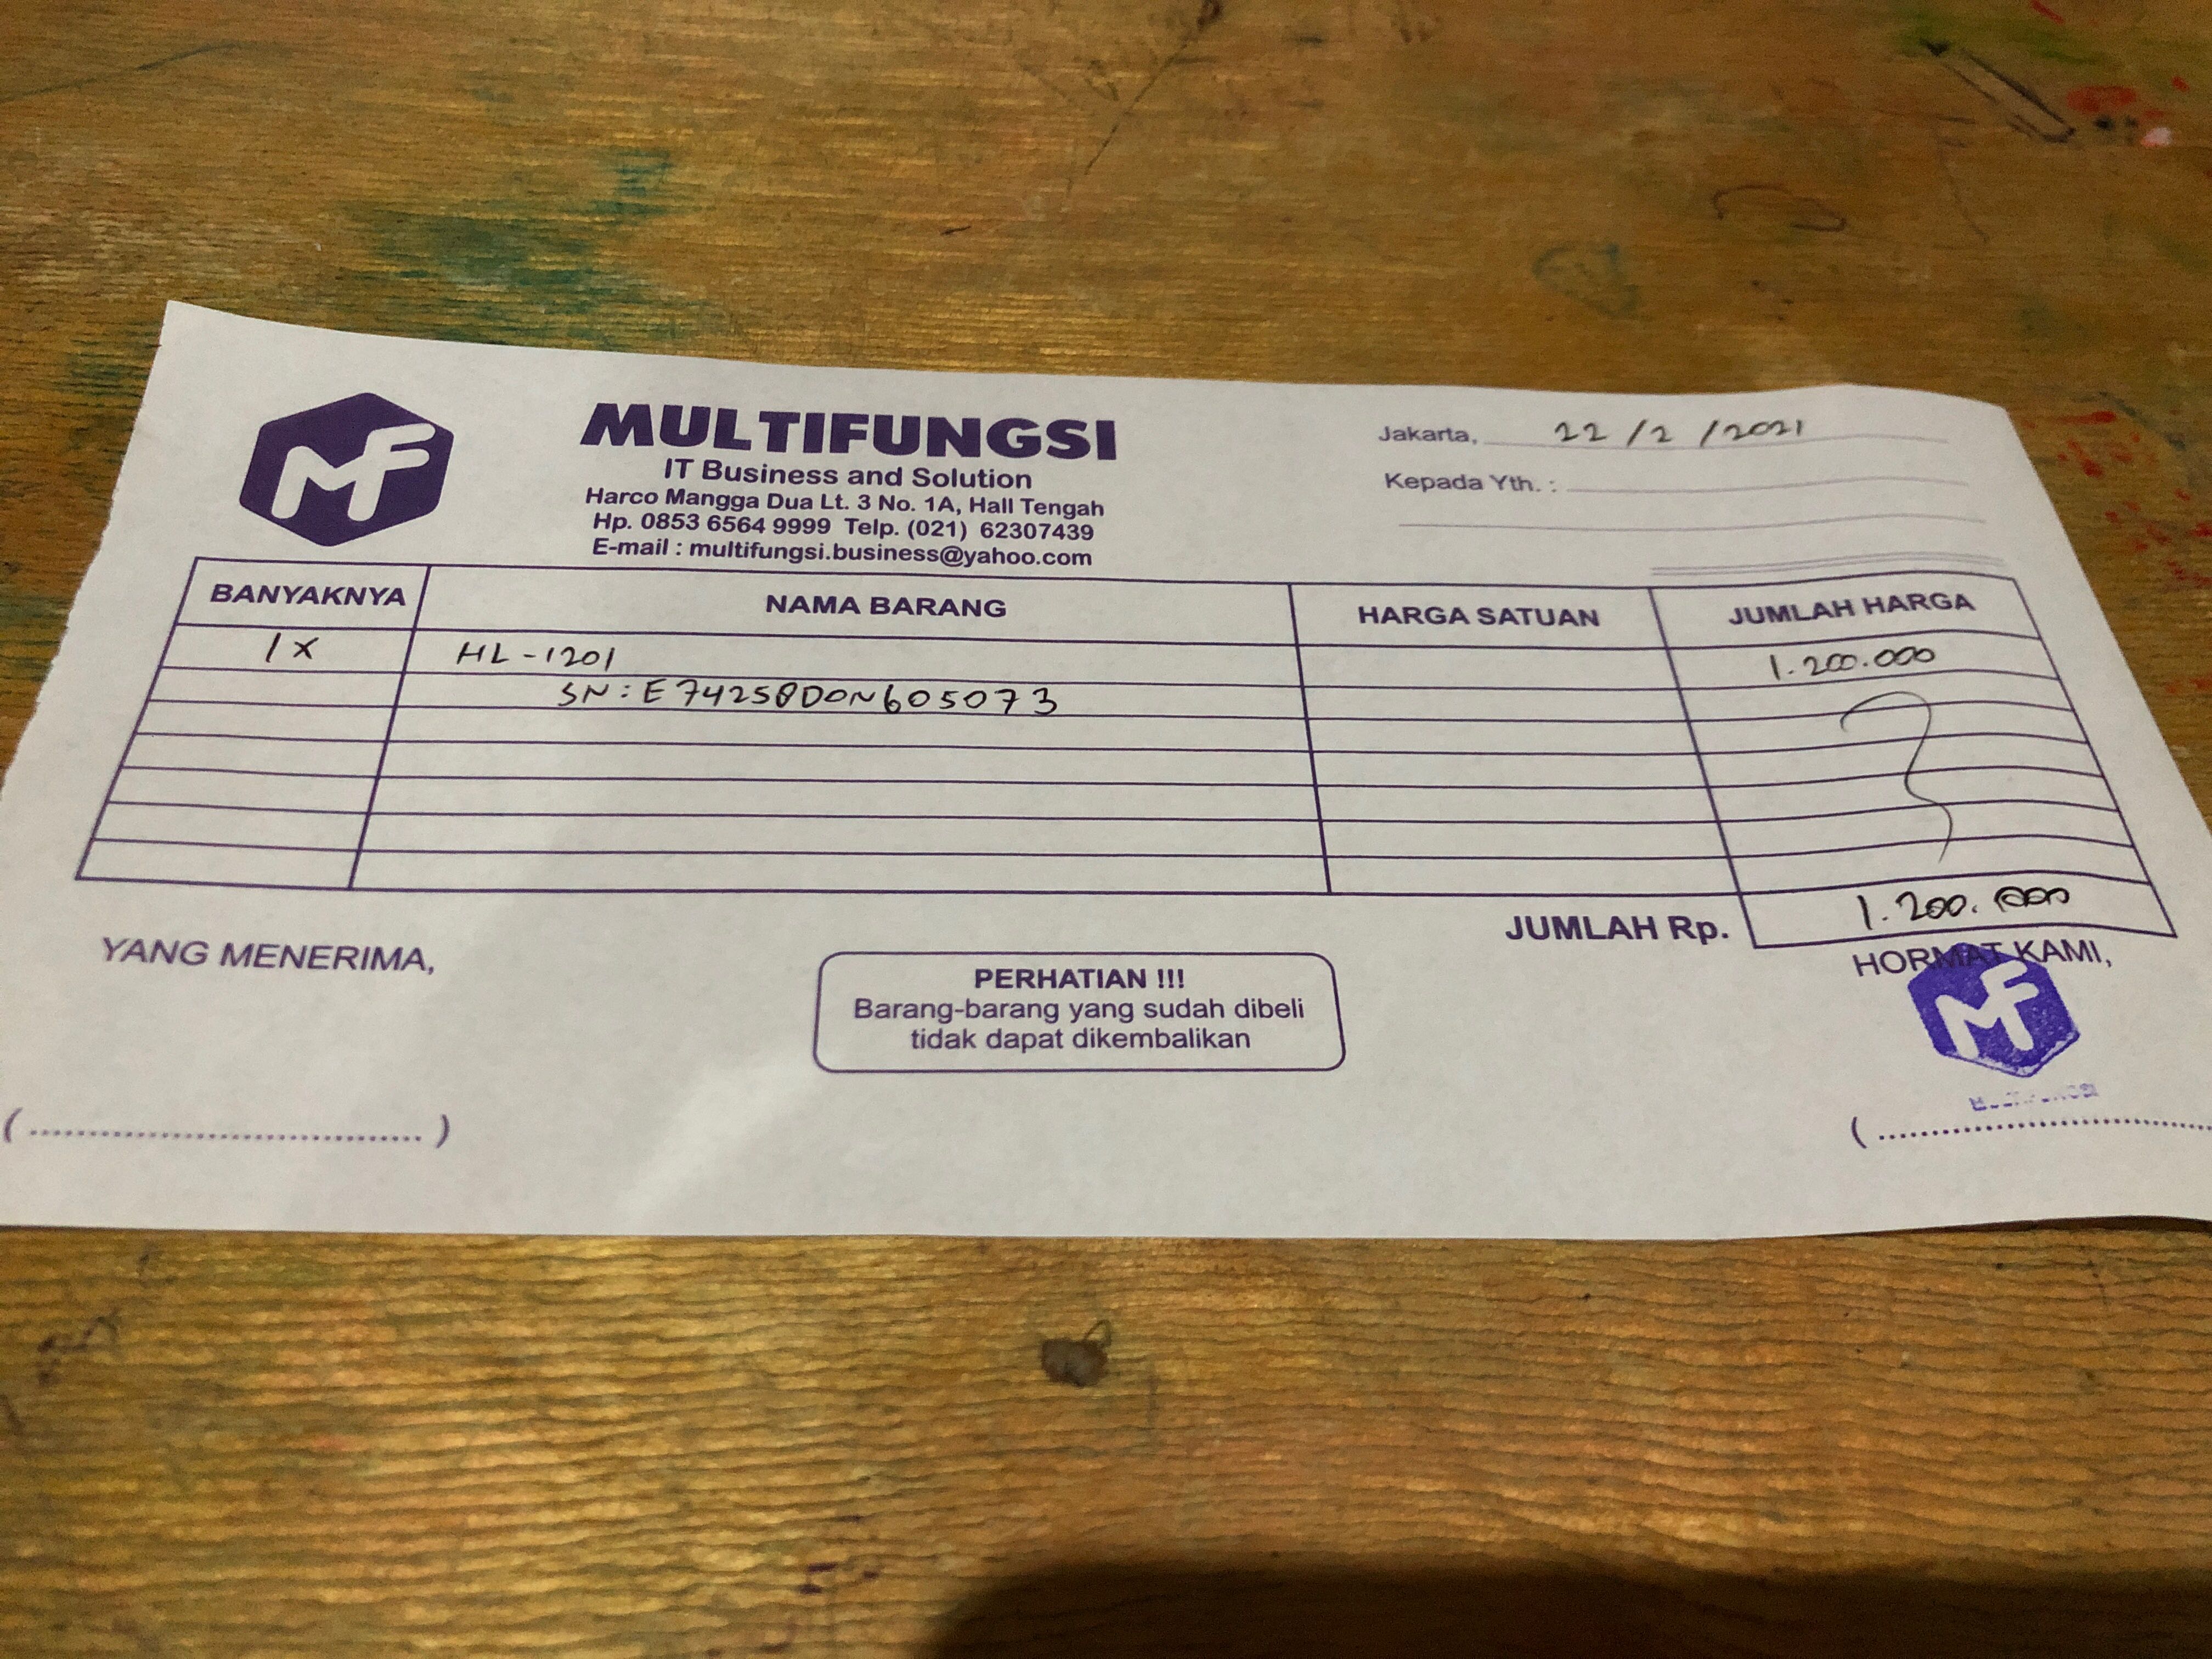 MF
MULTIFUNGSI
IT Business and Solution
Harco Mangga Dua Lt. 3 No. 1A, Hall Tengah
Hp. 0853 6564 9999 Telp. (021) 62307439
E-mail : multifungsi.business@yahoo.com
Jakarta, 22/2/2021
Kepada Yth. :
BANYAKNYA NAMA BARANG HARGA SATUAN JUMLAH HARGA
1x HL-1201 1.200.000
SN: E74258D0N605073
JUMLAH Rp. 1.200.000
YANG MENERIMA,
PERHATIAN !!!
Barang-barang yang sudah dibeli
tidak dapat dikembalikan
HORMAT KAMI,
MF
MULTIFUNGSI